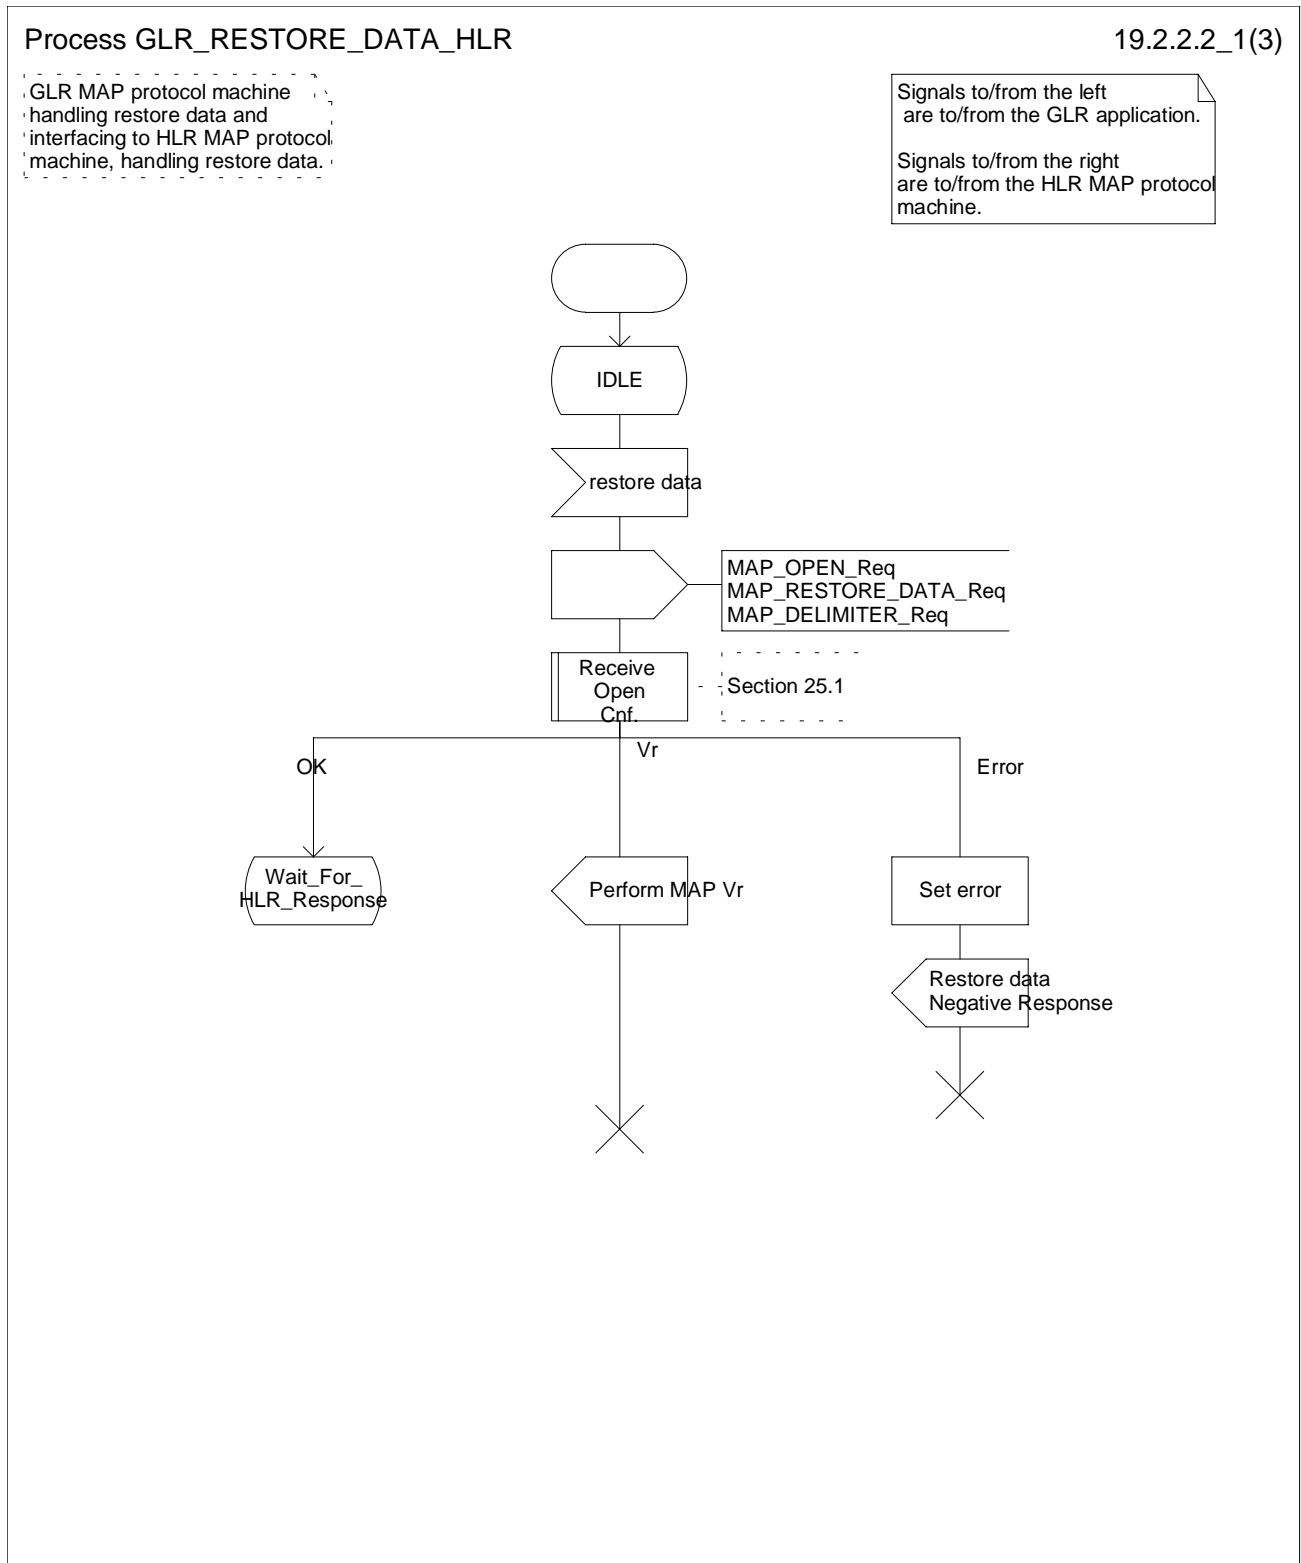 Process GLR_RESTORE_DATA_HLR
19.2.2.2_1(3)
GLR MAP protocol machine
handling restore data and
interfacing to HLR MAP protocol
machine, handling restore data.
Signals to/from the left
are to/from the GLR application.
Signals to/from the right
are to/from the HLR MAP protocol
machine.
IDLE
restore data
MAP_OPEN_Req
MAP_RESTORE_DATA_Req
MAP_DELIMITER_Req
Receive
Open
Cnf.
Section 25.1
OK
Vr
Error
Wait_For_
HLR_Response
Perform MAP Vr
Set error
Restore data
Negative Response